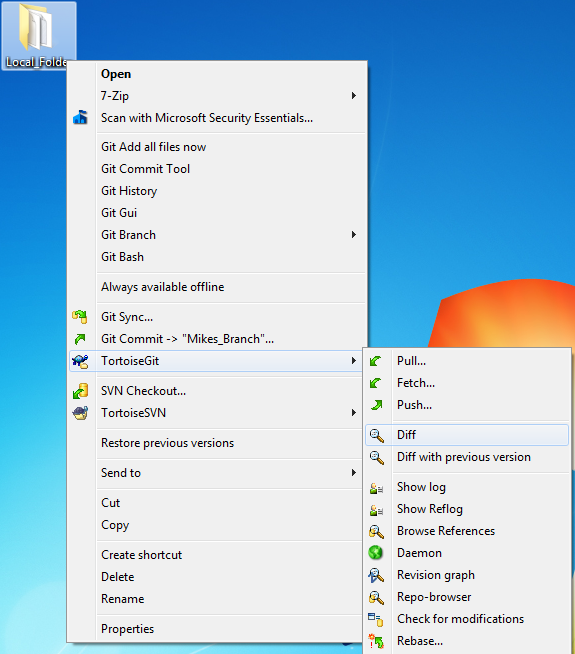 Local_Folde
Open
7-Zip
Scan with Microsoft Security Essentials...
Git Add all files now
Git Commit Tool
Git History
Git Gui
Git Branch
Git Bash
Always available offline
Git Sync...
Git Commit -> "Mikes_Branch"...
TortoiseGit
SVN Checkout...
TortoiseSVN
Restore previous versions
Send to
Cut
Copy
Create shortcut
Delete
Rename
Properties
Pull...
Fetch...
Push...
Diff
Diff with previous version
Show log
Show Reflog
Browse References
Daemon
Revision graph
Repo-browser
Check for modifications
Rebase...